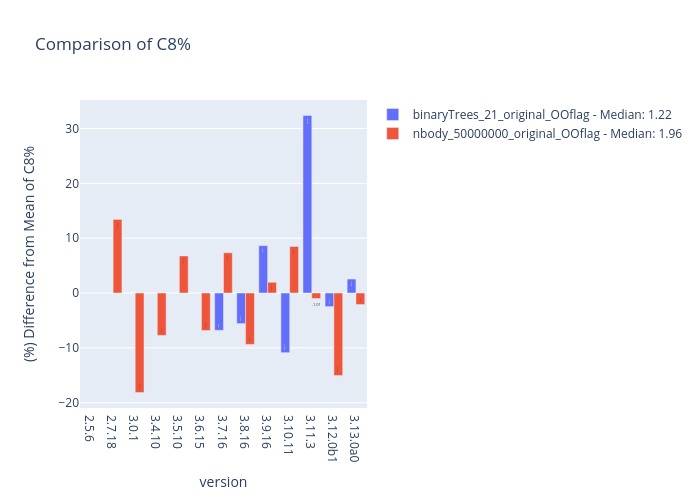 Comparison of C8%
binaryTrees_21_original_OOflag - Median: 1.22
nbody_50000000_original_OOflag - Median: 1.96
(%) Difference from Mean of C8%
30
20
10
0
−10
−20
2.5.6
2.7.18
3.0.1
3.4.10
3.5.10
3.6.15
3.7.16
3.8.16
3.9.16
3.10.11
3.11.3
3.12.0b1
3.13.0a0
version